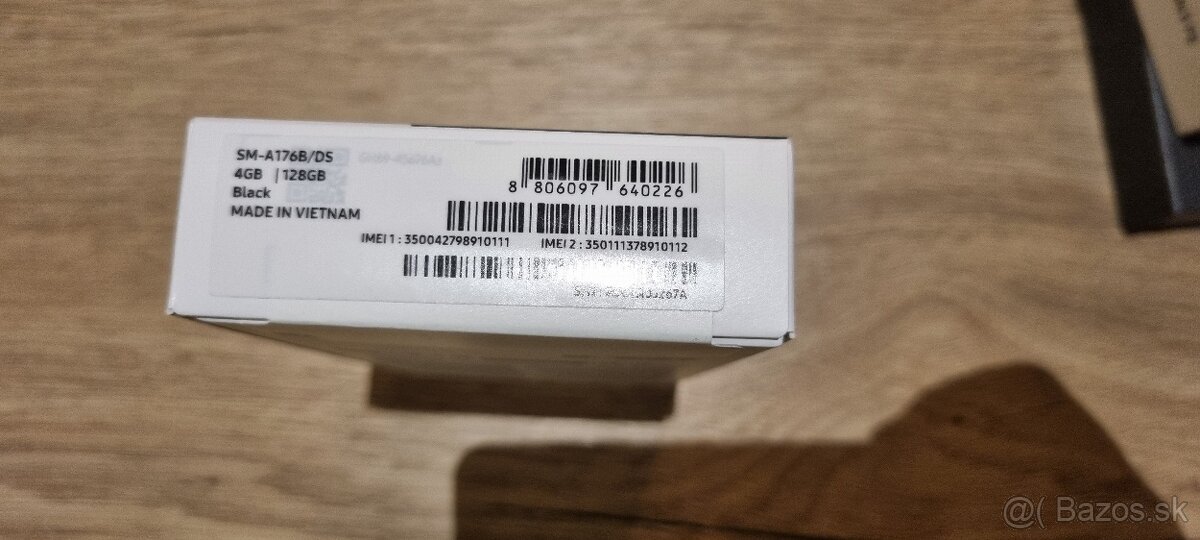 SM-A176B/DS
4GB | 128GB
Black
MADE IN VIETNAM
8 806097 640226
IMEI 1 : 350042798910111 IMEI 2 : 350111378910112
@( Bazos.sk